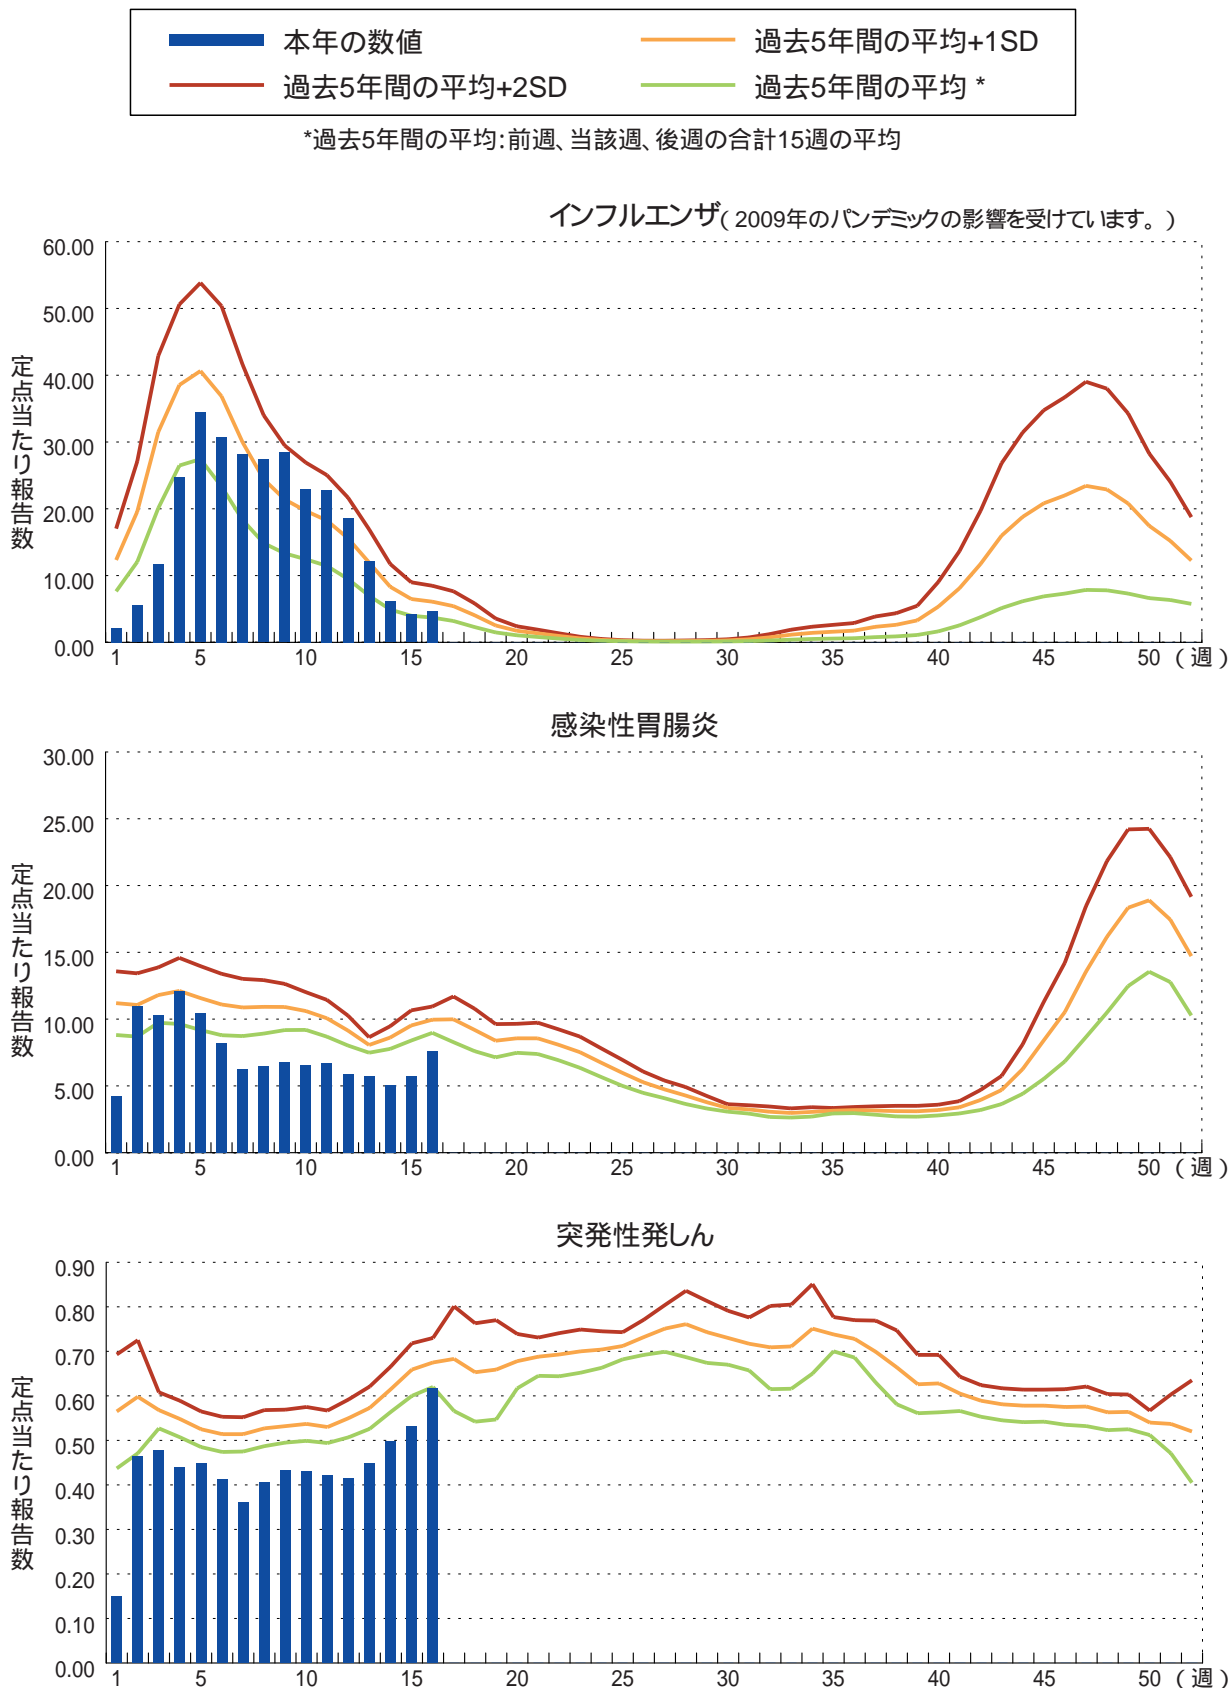 本年の数値
過去5年間の平均+1SD
過去5年間の平均+2SD
過去5年間の平均 *
*過去5年間の平均:前週、当該週、後週の合計15週の平均
インフルエンザ( 2009年のパンデミックの影響を受けています。 )
定点当たり報告数
60.00
50.00
40.00
30.00
20.00
10.00
0.00
1 5 10 15 20 25 30 35 40 45 50 ( 週 )
感染性胃腸炎
定点当たり報告数
30.00
25.00
20.00
15.00
10.00
5.00
0.00
1 5 10 15 20 25 30 35 40 45 50 ( 週 )
突発性発しん
定点当たり報告数
0.90
0.80
0.70
0.60
0.50
0.40
0.30
0.20
0.10
0.00
1 5 10 15 20 25 30 35 40 45 50 ( 週 )